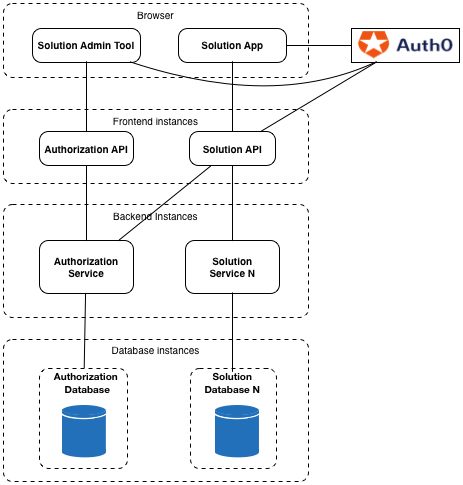 Browser
Solution Admin Tool
Solution App
Auth0
Frontend instances
Authorization API
Solution API
Backend Instances
Authorization
Service
Solution
Service N
Database instances
Authorization
Database
Solution
Database N